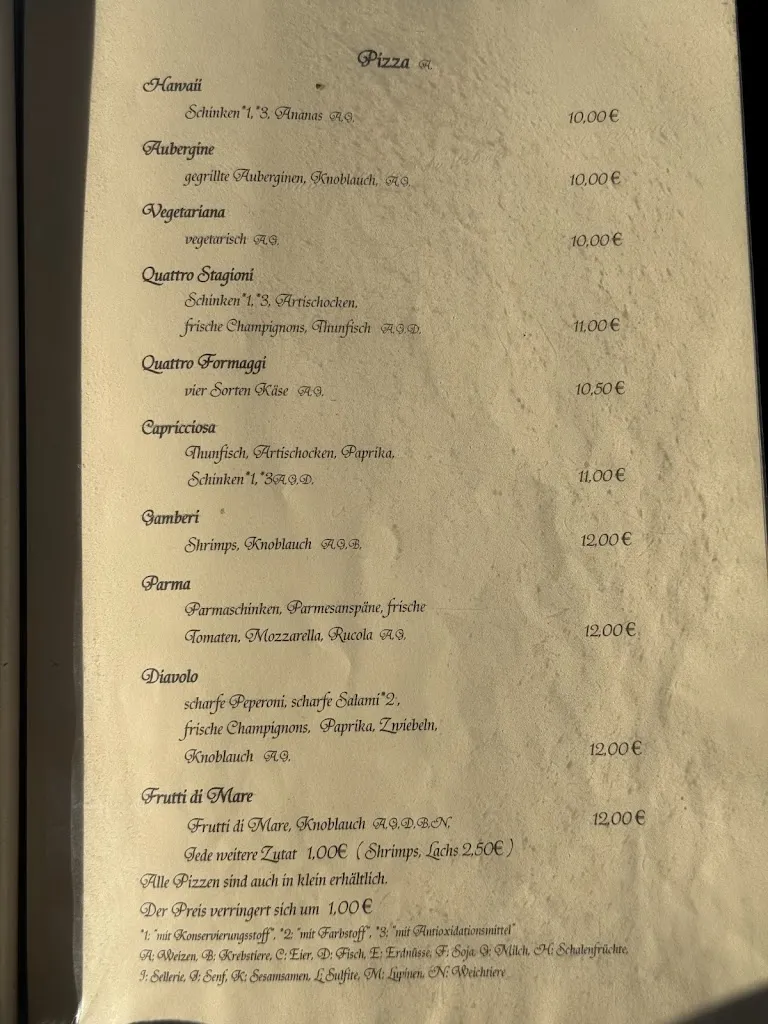 Pizza A.
Hawaii
Schinken*1,*3, Ananas A,G, 10,00 €
Aubergine
gegrillte Auberginen, Knoblauch, A,G, 10,00 €
Vegetariana
vegetarisch A,G, 10,00 €
Quattro Stagioni
Schinken*1,*3, Artischocken,
frische Champignons, Thunfisch A,G,D, 11,00 €
Quattro Formaggi
vier Sorten Käse A,G, 10,50 €
Capricciosa
Thunfisch, Artischocken, Paprika,
Schinken*1,*3A,G,D, 11,00 €
Gamberi
Shrimps, Knoblauch A,G,B, 12,00 €
Parma
Parmaschinken, Parmesanspäne, frische
Tomaten, Mozzarella, Rucola A,G, 12,00 €
Diavolo
scharfe Peperoni, scharfe Salami*2,
frische Champignons, Paprika, Zwiebeln,
Knoblauch A,G, 12,00 €
Frutti di Mare
Frutti di Mare, Knoblauch A,G,D,B,N, 12,00 €
Jede weitere Zutat 1,00€ ( Shrimps, Lachs 2,50€ )
Alle Pizzen sind auch in klein erhältlich.
Der Preis verringert sich um 1,00 €
*1: "mit Konservierungsstoff", *2: "mit Farbstoff", *3: "mit Antioxidationsmittel"
A: Weizen, B: Krebstiere, C: Eier, D: Fisch, E: Erdnüsse, F: Soja, G: Milch, H: Schalenfrüchte,
I: Sellerie, J: Senf, K: Sesamsamen, L: Sulfite, M: Lupinen, N: Weichtiere